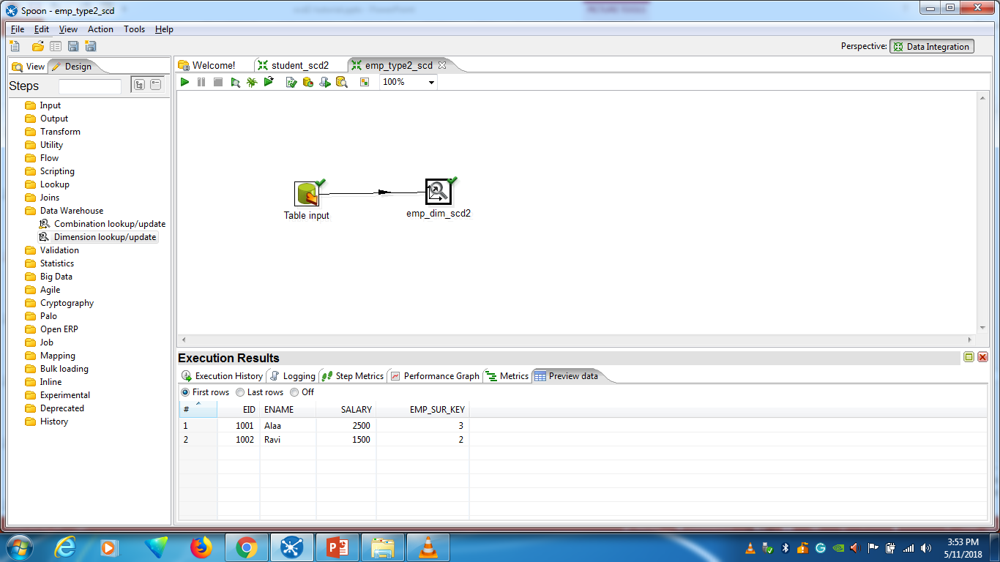 Spoon - emp_type2_scd
File Edit View Action Tools Help
Perspective: Data Integration
View Design
Welcome! student_scd2 emp_type2_scd
Steps
100%
Input
Output
Transform
Utility
Flow
Scripting
Lookup
Joins
Data Warehouse
Combination lookup/update
Dimension lookup/update
Validation
Statistics
Big Data
Agile
Cryptography
Palo
Open ERP
Job
Mapping
Bulk loading
Inline
Experimental
Deprecated
History
Table input emp_dim_scd2
Execution Results
Execution History Logging Step Metrics Performance Graph Metrics Preview data
First rows Last rows Off
# EID ENAME SALARY EMP_SUR_KEY
1 1001 Alaa 2500 3
2 1002 Ravi 1500 2
3:53 PM
5/11/2018